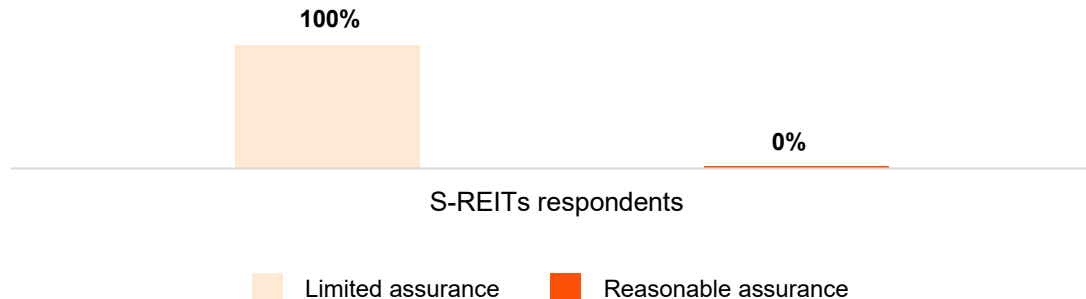 100%
0%
S-REITs respondents
Limited assurance
Reasonable assurance